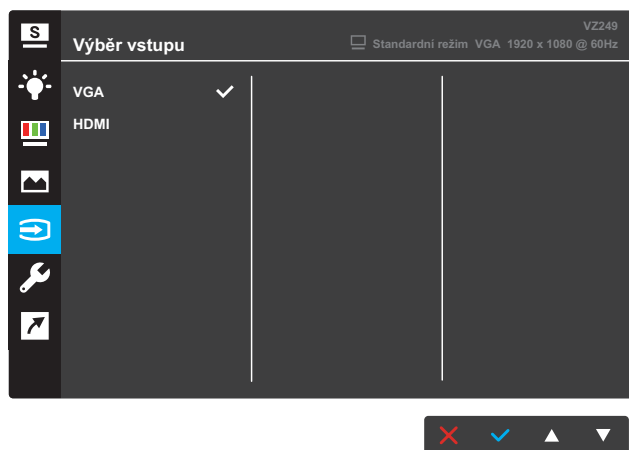 S
VZ249
Výběr vstupu
Standardní režim VGA 1920 x 1080 @ 60Hz
VGA
HDMI